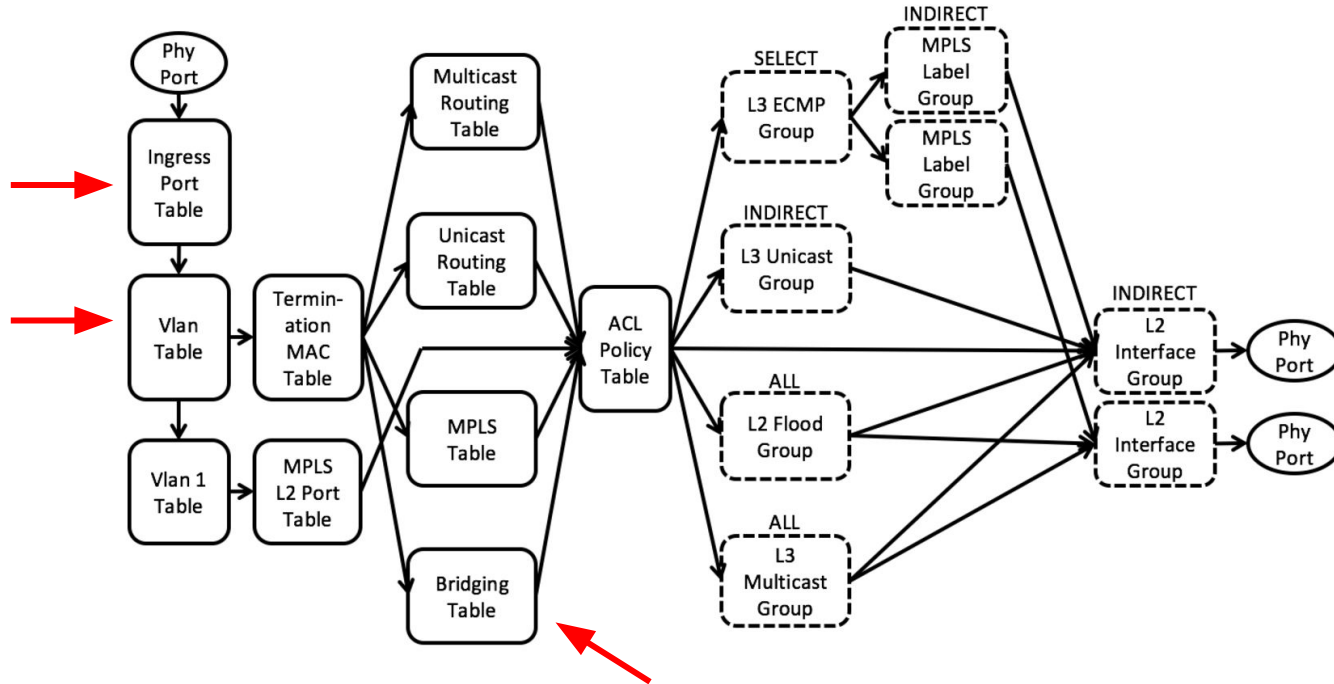 Phy
Port
Ingress
Port
Table
Vlan
Table
Vlan 1
Table
Termin-
ation
MAC
Table
MPLS
L2 Port
Table
Multicast
Routing
Table
Unicast
Routing
Table
MPLS
Table
Bridging
Table
ACL
Policy
Table
SELECT
L3 ECMP
Group
INDIRECT
MPLS
Label
Group
MPLS
Label
Group
INDIRECT
L3 Unicast
Group
ALL
L2 Flood
Group
ALL
L3
Multicast
Group
INDIRECT
L2
Interface
Group
L2
Interface
Group
Phy
Port
Phy
Port